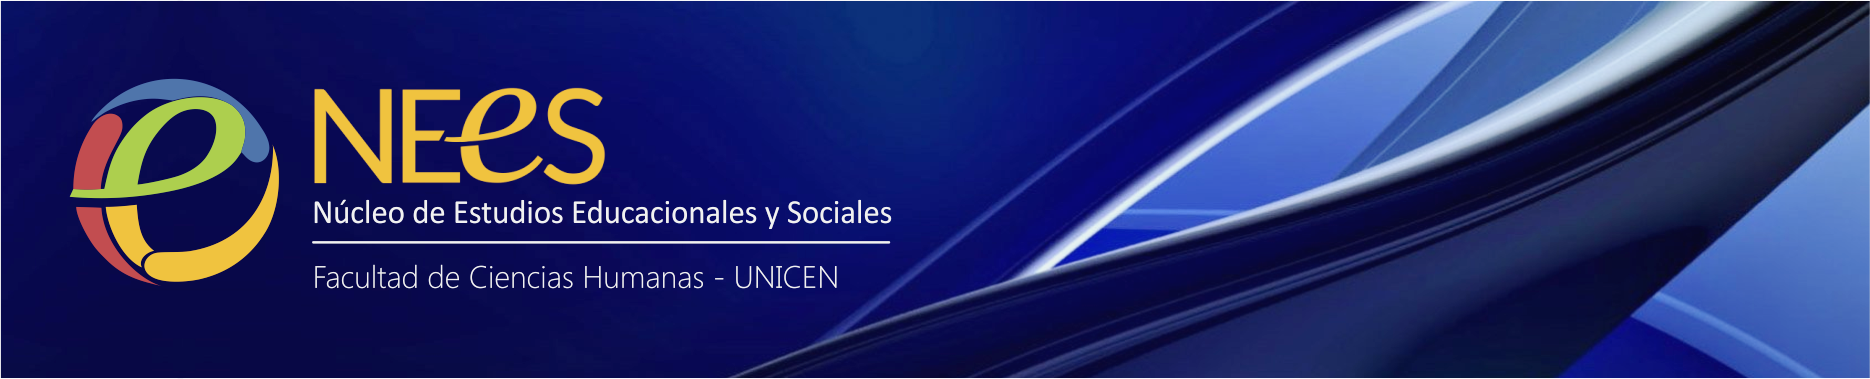 NEeS
Núcleo de Estudios Educacionales y Sociales
Facultad de Ciencias Humanas - UNICEN